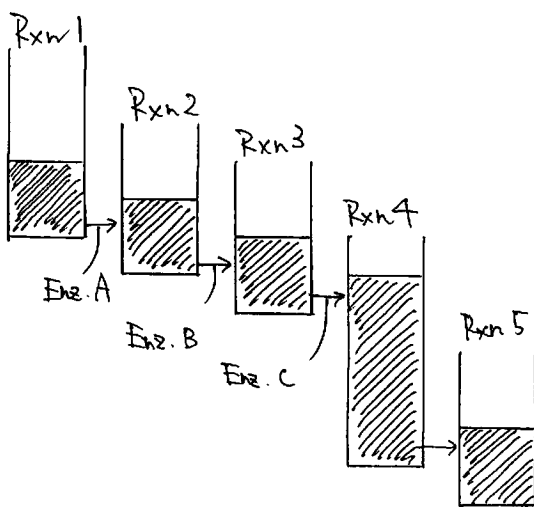 Rxn 1
Rxn 2
Rxn 3
Rxn 4
Rxn 5
Enz. A
Enz. B
Enz. C